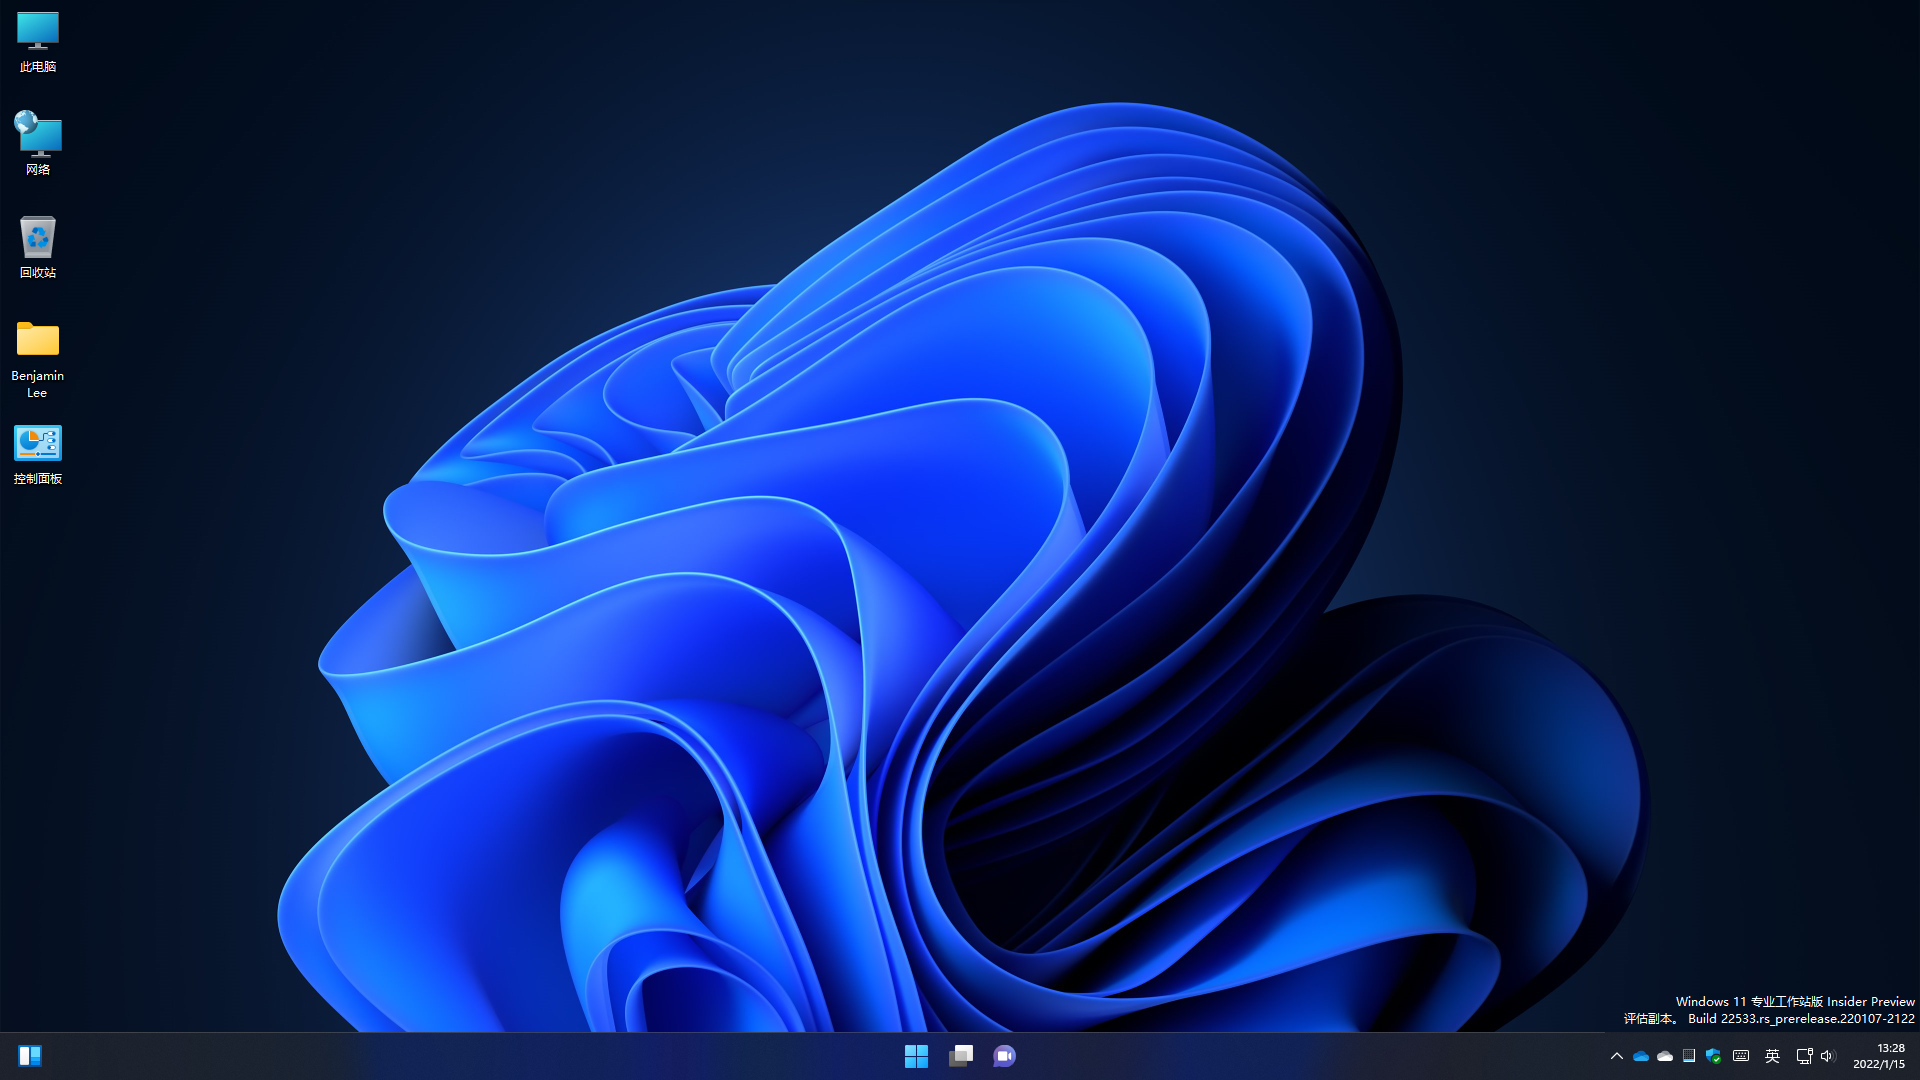 此电脑
网络
回收站
Benjamin
Lee
控制面板
Windows 11 专业工作站版 Insider Preview
评估副本。 Build 22533.rs_prerelease.220107-2122
英
13:28
2022/1/15